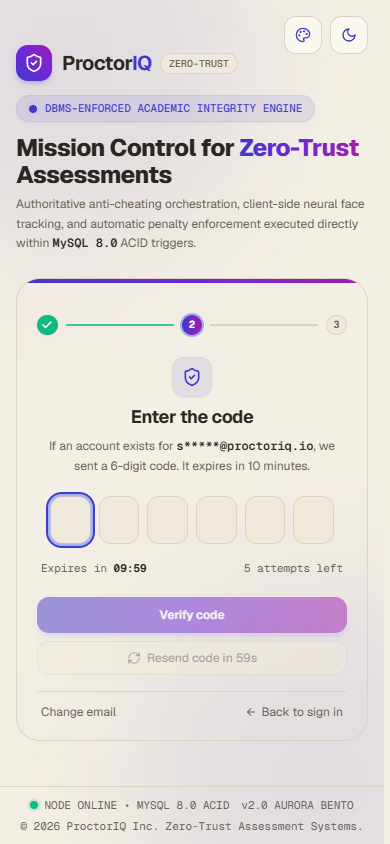 ProctorIQ ZERO-TRUST
DBMS-ENFORCED ACADEMIC INTEGRITY ENGINE
Mission Control for Zero-Trust
Assessments
Authoritative anti-cheating orchestration, client-side neural face
tracking, and automatic penalty enforcement executed directly
within MySQL 8.0 ACID triggers.
2
3
Enter the code
If an account exists for s*****@proctoriq.io, we
sent a 6-digit code. It expires in 10 minutes.
Expires in 09:59 5 attempts left
Verify code
Resend code in 59s
Change email ← Back to sign in
NODE ONLINE • MYSQL 8.0 ACID v2.0 AURORA BENTO
© 2026 ProctorIQ Inc. Zero-Trust Assessment Systems.